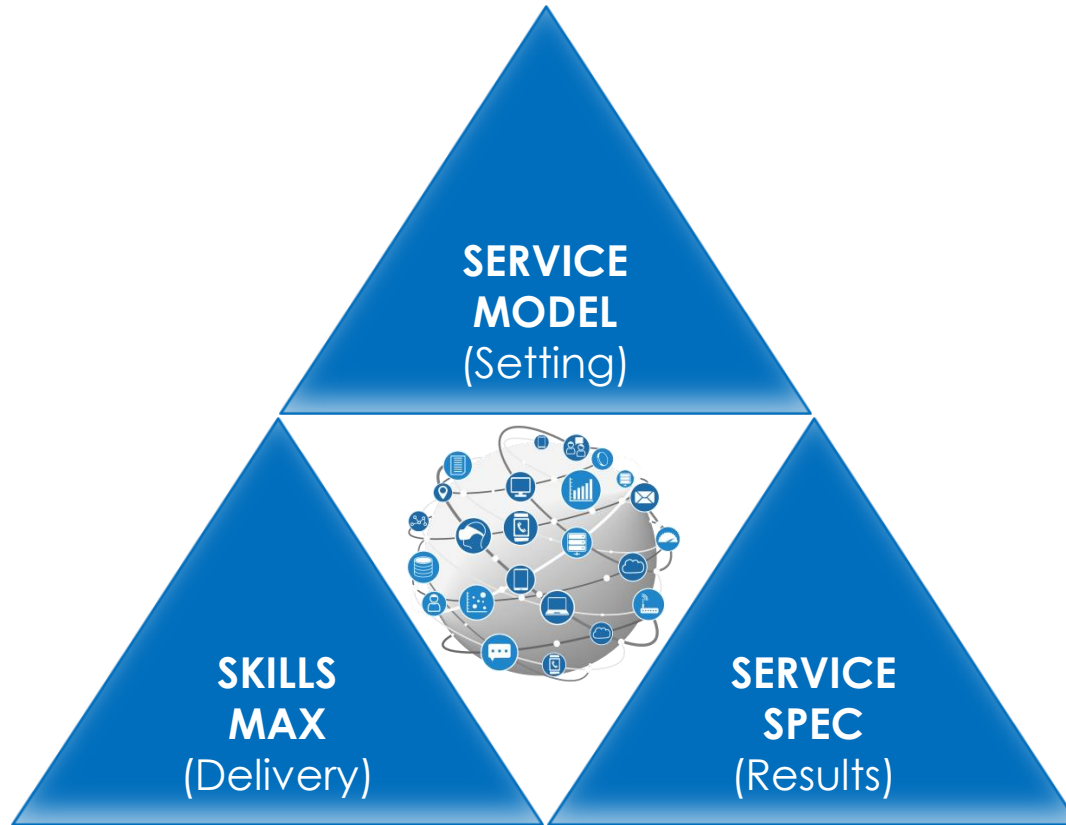 SERVICE
MODEL
(Setting)
SKILLS
MAX
(Delivery)
SERVICE
SPEC
(Results)